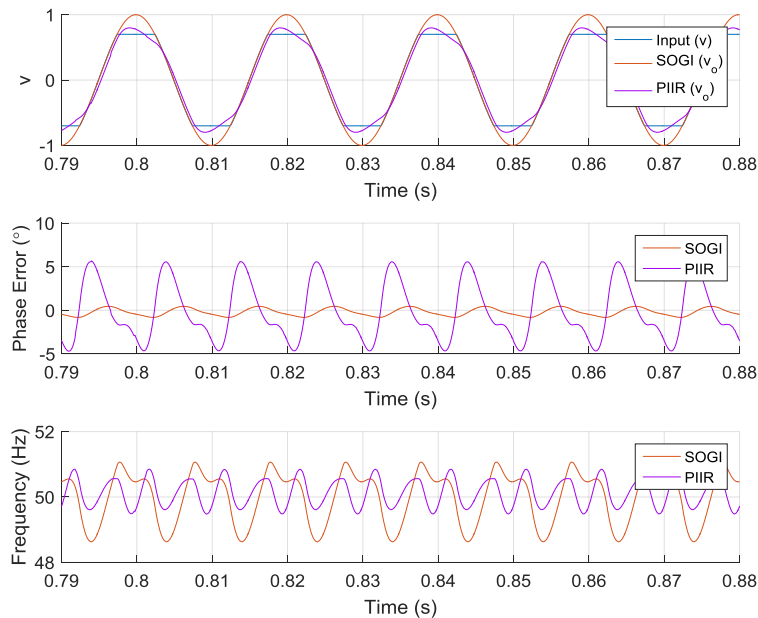 1
0
-1
v
Input (v)
SOGI (vo)
PIIR (vo)
0.79 0.8 0.81 0.82 0.83 0.84 0.85 0.86 0.87 0.88
Time (s)
10
5
0
-5
Phase Error (°)
SOGI
PIIR
0.79 0.8 0.81 0.82 0.83 0.84 0.85 0.86 0.87 0.88
Time (s)
52
50
48
Frequency (Hz)
SOGI
PIIR
0.79 0.8 0.81 0.82 0.83 0.84 0.85 0.86 0.87 0.88
Time (s)